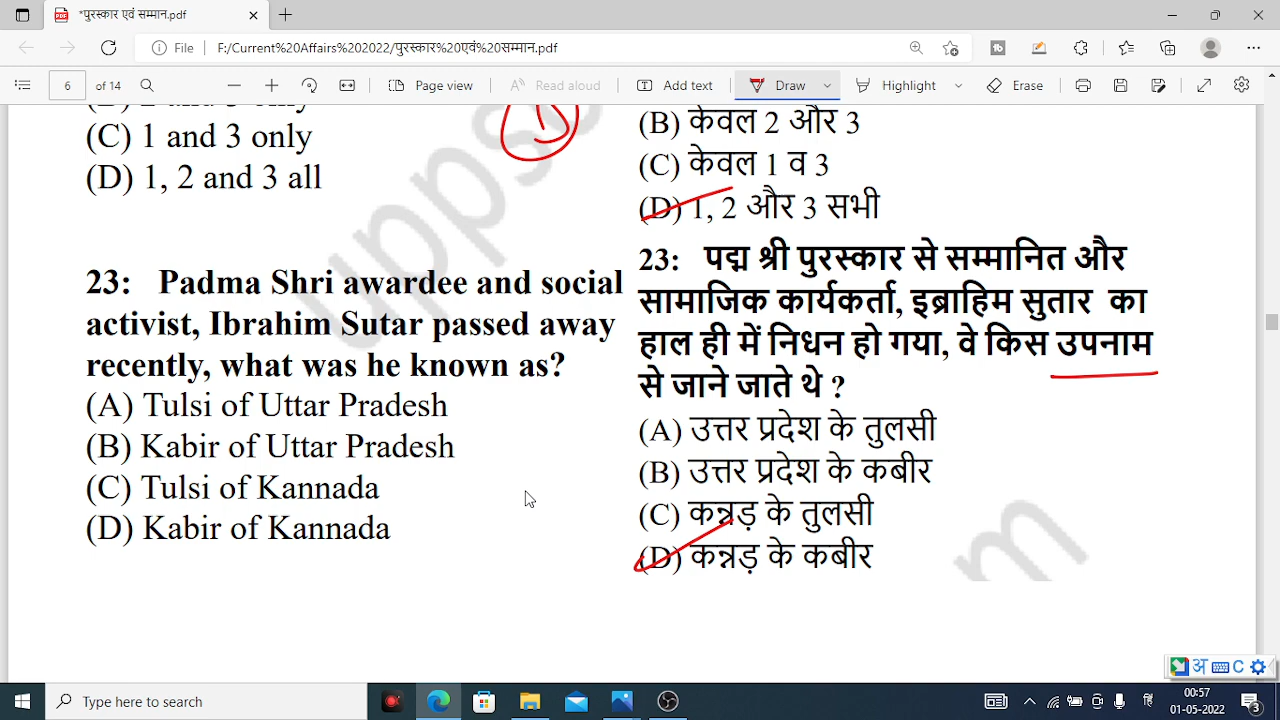 *पुरस्कार एवं सम्मान.pdf
File F:/Current%20Affairs%202022/पुरस्कार%20एवं%20सम्मान.pdf
6 of 14 Page view Read aloud Add text Draw Highlight Erase
(C) 1 and 3 only
(D) 1, 2 and 3 all
23: Padma Shri awardee and social
activist, Ibrahim Sutar passed away
recently, what was he known as?
(A) Tulsi of Uttar Pradesh
(B) Kabir of Uttar Pradesh
(C) Tulsi of Kannada
(D) Kabir of Kannada
(B) केवल 2 और 3
(C) केवल 1 व 3
(D) 1, 2 और 3 सभी
23: पद्म श्री पुरस्कार से सम्मानित और
सामाजिक कार्यकर्ता, इब्राहिम सुतार का
हाल ही में निधन हो गया, वे किस उपनाम
से जाने जाते थे ?
(A) उत्तर प्रदेश के तुलसी
(B) उत्तर प्रदेश के कबीर
(C) कन्नड़ के तुलसी
(D) कन्नड़ के कबीर
अ C
Type here to search
हि
00:57
01-05-2022
3